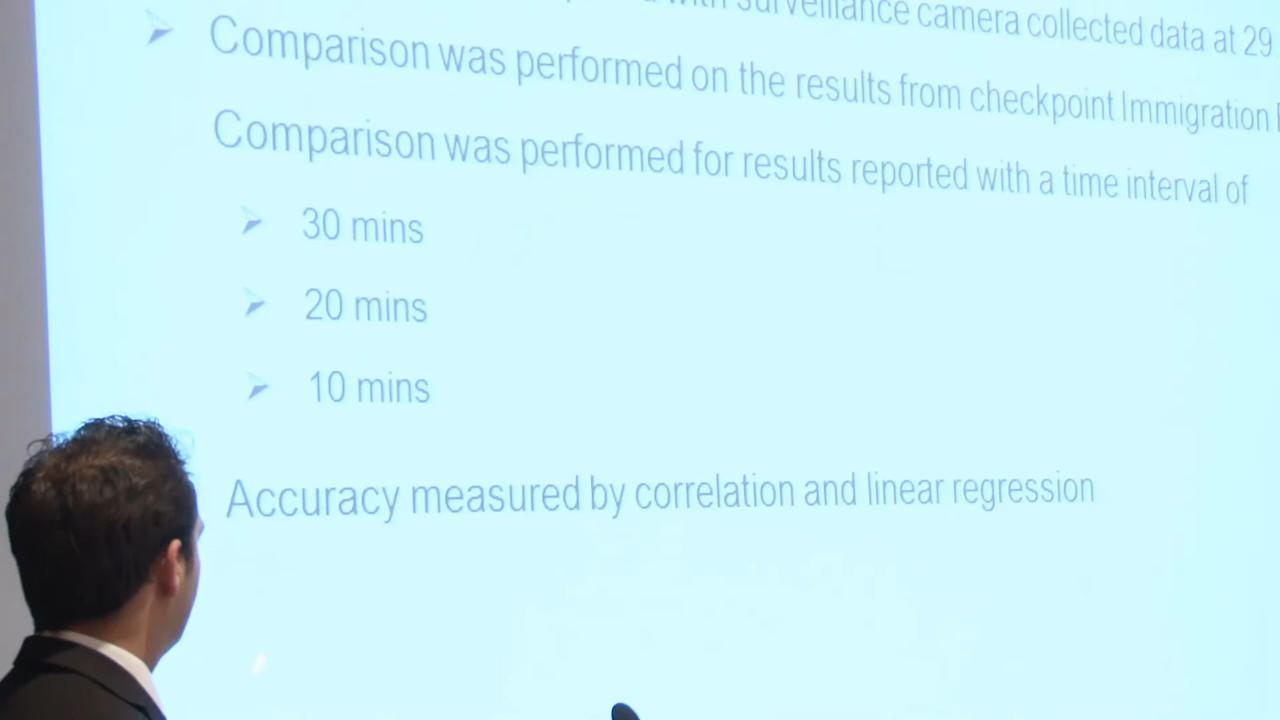 with surveillance camera collected data at 29
Comparison was performed on the results from checkpoint Immigration
Comparison was performed for results reported with a time interval of
30 mins
20 mins
10 mins
Accuracy measured by correlation and linear regression